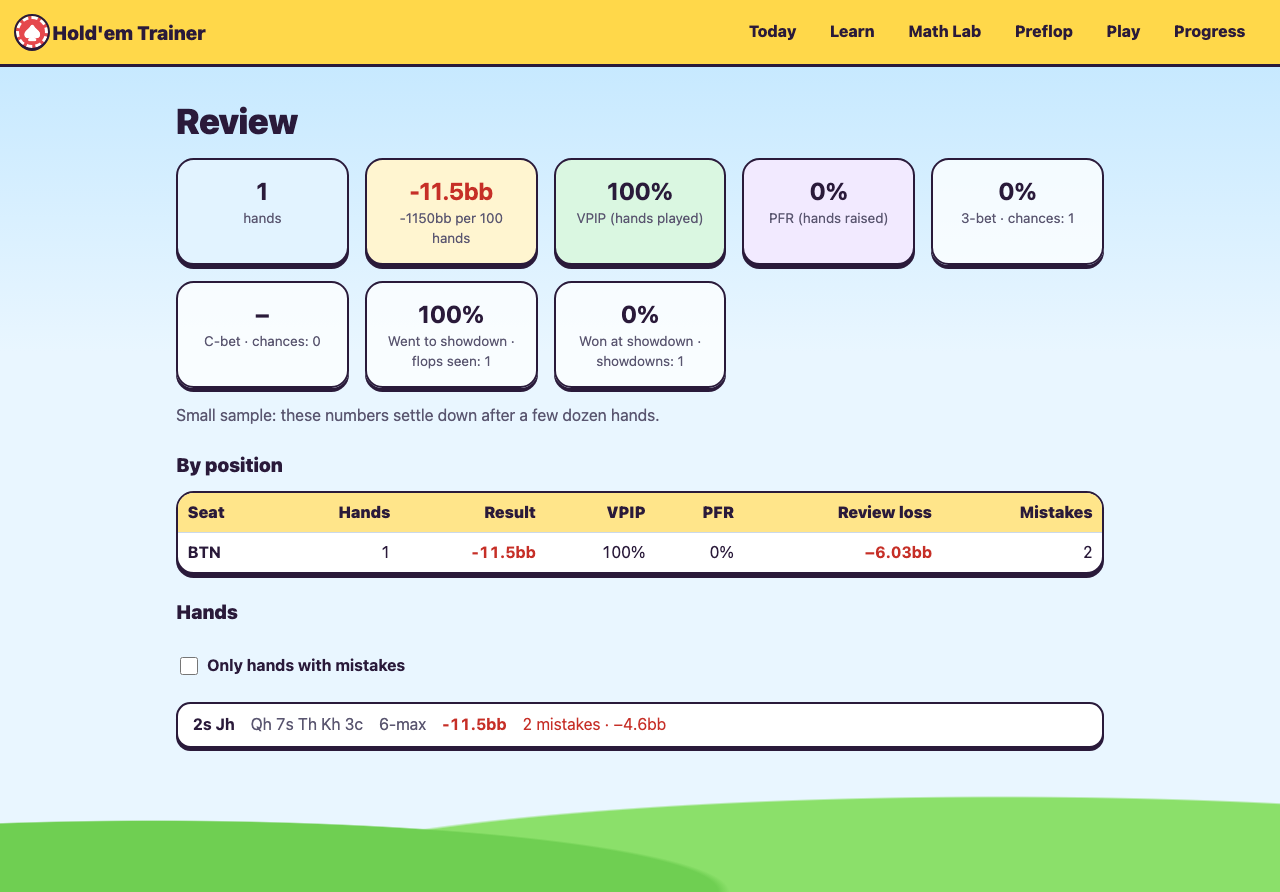 Hold'em Trainer
Today Learn Math Lab Preflop Play Progress
Review
1
hands
-11.5bb
-1150bb per 100
hands
100%
VPIP (hands played)
0%
PFR (hands raised)
0%
3-bet · chances: 1
–
C-bet · chances: 0
100%
Went to showdown ·
flops seen: 1
0%
Won at showdown ·
showdowns: 1
Small sample: these numbers settle down after a few dozen hands.
By position
Seat Hands Result VPIP PFR Review loss Mistakes
BTN 1 -11.5bb 100% 0% −6.03bb 2
Hands
Only hands with mistakes
2s Jh Qh 7s Th Kh 3c 6-max -11.5bb 2 mistakes · −4.6bb